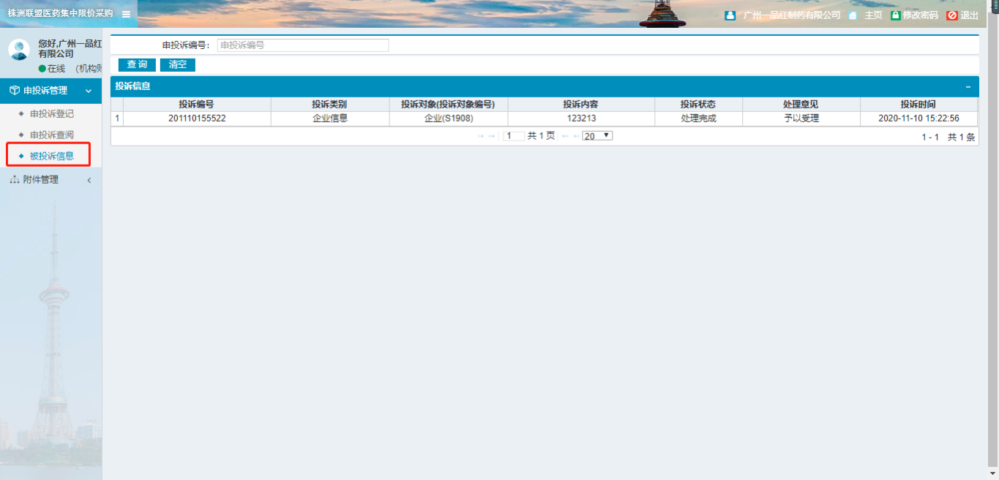 株洲联盟医药集中限价采购
广州一品红制药有限公司 主页 修改密码 退出
您好,广州一品红
有限公司
在线 (机构账
申投诉管理
申投诉登记
申投诉查阅
被投诉信息
附件管理
申投诉编号: 申投诉编号
查 询 清空
投诉信息
投诉编号 投诉类别 投诉对象(投诉对象编号) 投诉内容 投诉状态 处理意见 投诉时间
1 201110155522 企业信息 企业(S1908) 123213 处理完成 予以受理 2020-11-10 15:22:56
1 共 1 页 20
1 - 1 共 1 条